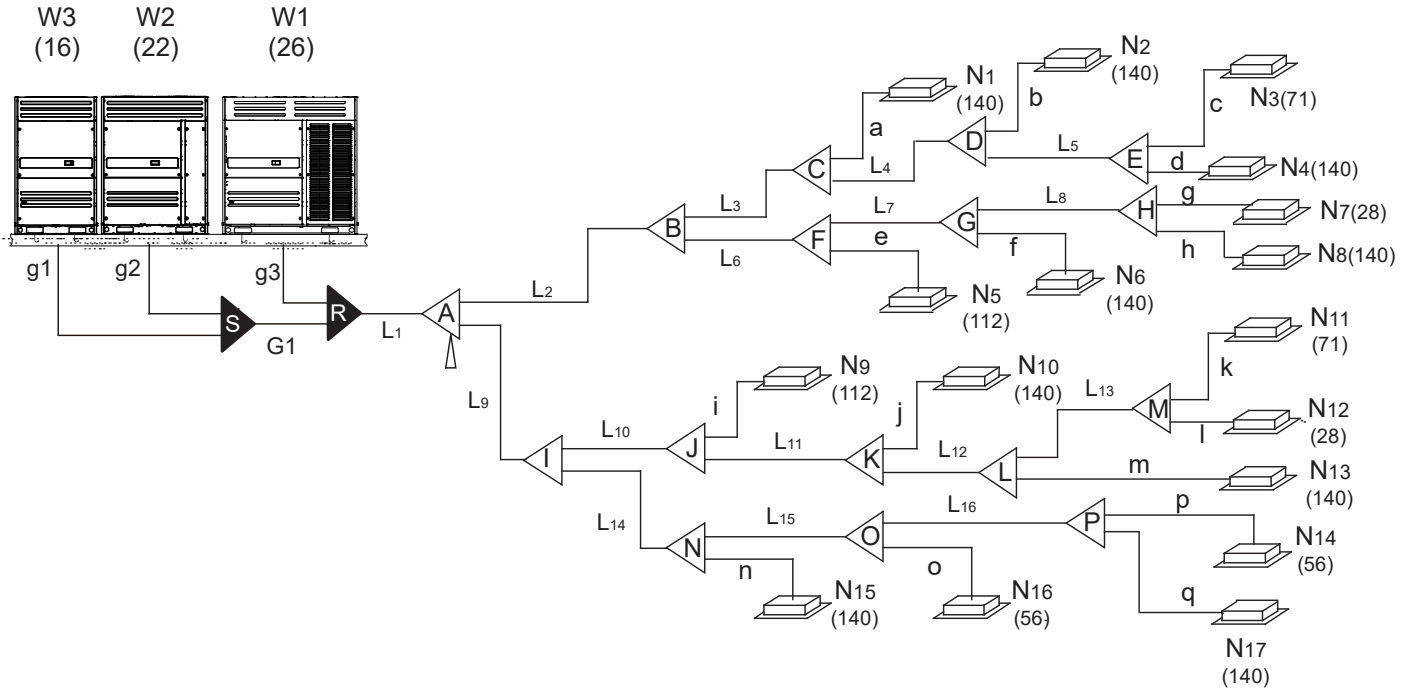 W3 W2 W1
(16) (22) (26)
N1
(140)
N2
(140)
N3(71)
a
b
c
C
D
E
L4
L5
d
N4(140)
L3
B
L7
G
L8
H
g
N7(28)
F
e
f
h
N8(140)
L6
N5
(112)
N6
(140)
g1
g2
g3
S
G1
R
L1
A
L2
L9
N9
(112)
N10
(140)
N11
(71)
i
j
k
L13
M
l
N12
(28)
I
L10
J
L11
K
L12
L
m
N13
(140)
L14
N
L15
O
L16
P
p
N14
(56)
n
o
q
N15
(140)
N16
(56)
N17
(140)